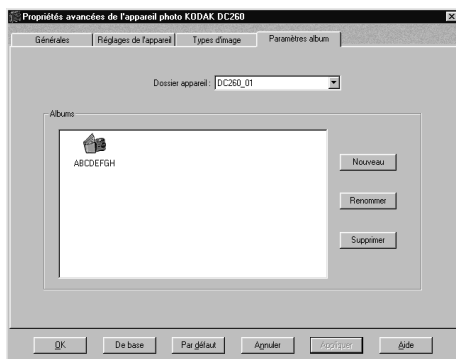 Propriétés avancées de l'appareil photo KODAK DC260
Générales Réglages de l'appareil Types d'image Paramètres album
Dossier appareil : DC260_01
Albums
ABCDEFGH
Nouveau
Renommer
Supprimer
OK De base Par défaut Annuler Appliquer Aide